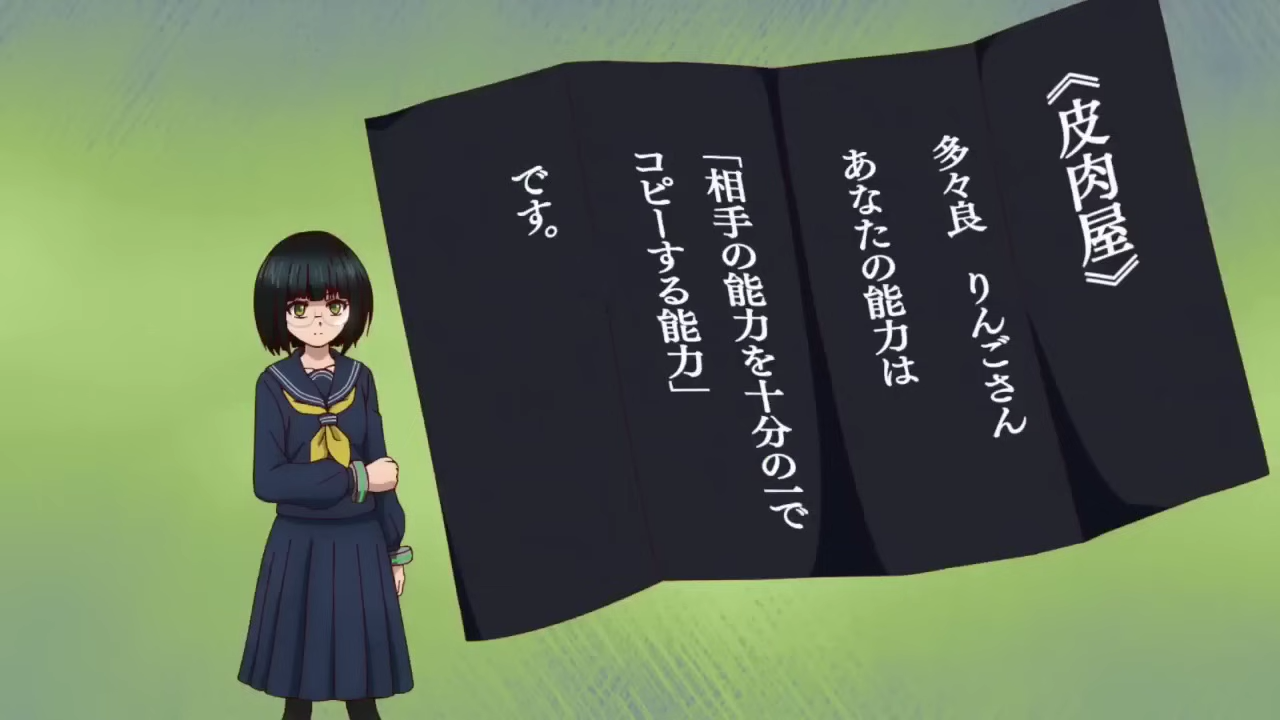 《皮肉屋》
多々良　りんごさん
あなたの能力は
「相手の能力を十分の一で
コピーする能力」
です。